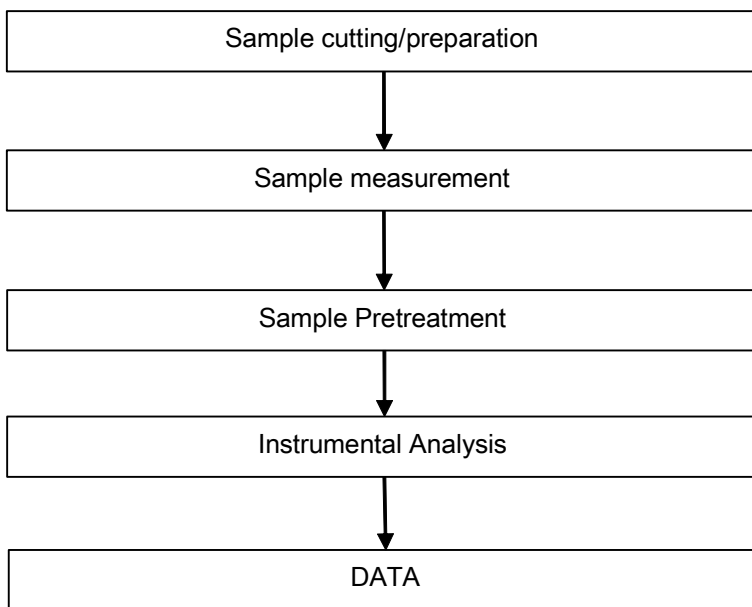 Sample cutting/preparation
Sample measurement
Sample Pretreatment
Instrumental Analysis
DATA